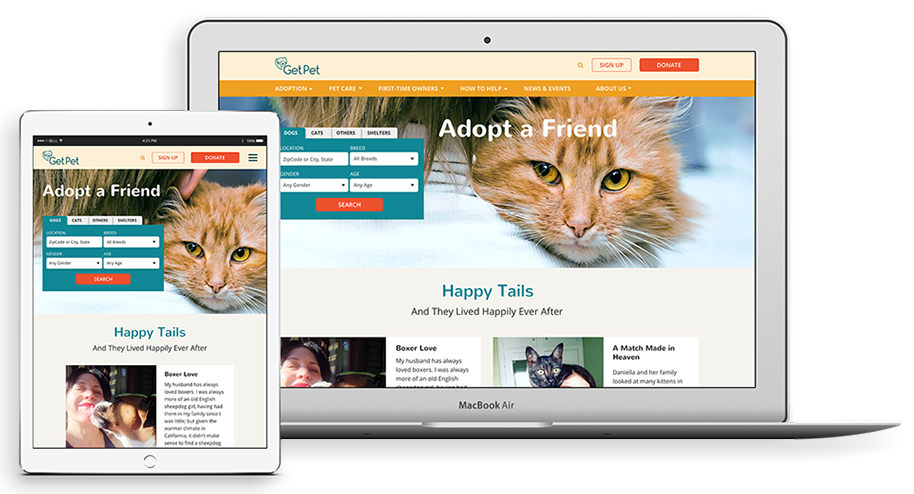 GetPet
SIGN UP
DONATE
ADOPTION
PET CARE
FIRST-TIME OWNERS
HOW TO HELP
NEWS & EVENTS
ABOUT US
Adopt a Friend
DOGS CATS OTHERS SHELTERS
LOCATION BREED
ZipCode or City, State All Breeds
GENDER AGE
Any Gender Any Age
SEARCH
Happy Tails
And They Lived Happily Ever After
Boxer Love
My husband has always
loved boxers. I was always
more of an old English
A Match Made in
Heaven
Daniella and her family
looked at many kittens in
MacBook Air
BELL 4:21 PM 100%
GetPet
SIGN UP
DONATE
Adopt a Friend
DOGS CATS OTHERS SHELTERS
LOCATION BREED
ZipCode or City, State All Breeds
GENDER AGE
Any Gender Any Age
SEARCH
Happy Tails
And They Lived Happily Ever After
Boxer Love
My husband has always
loved boxers. I was always
more of an old English
sheepdog girl, having had
them in my family since I
was little; but given the
warmer climate in
California, it didn't make
sense to find a sheepdog